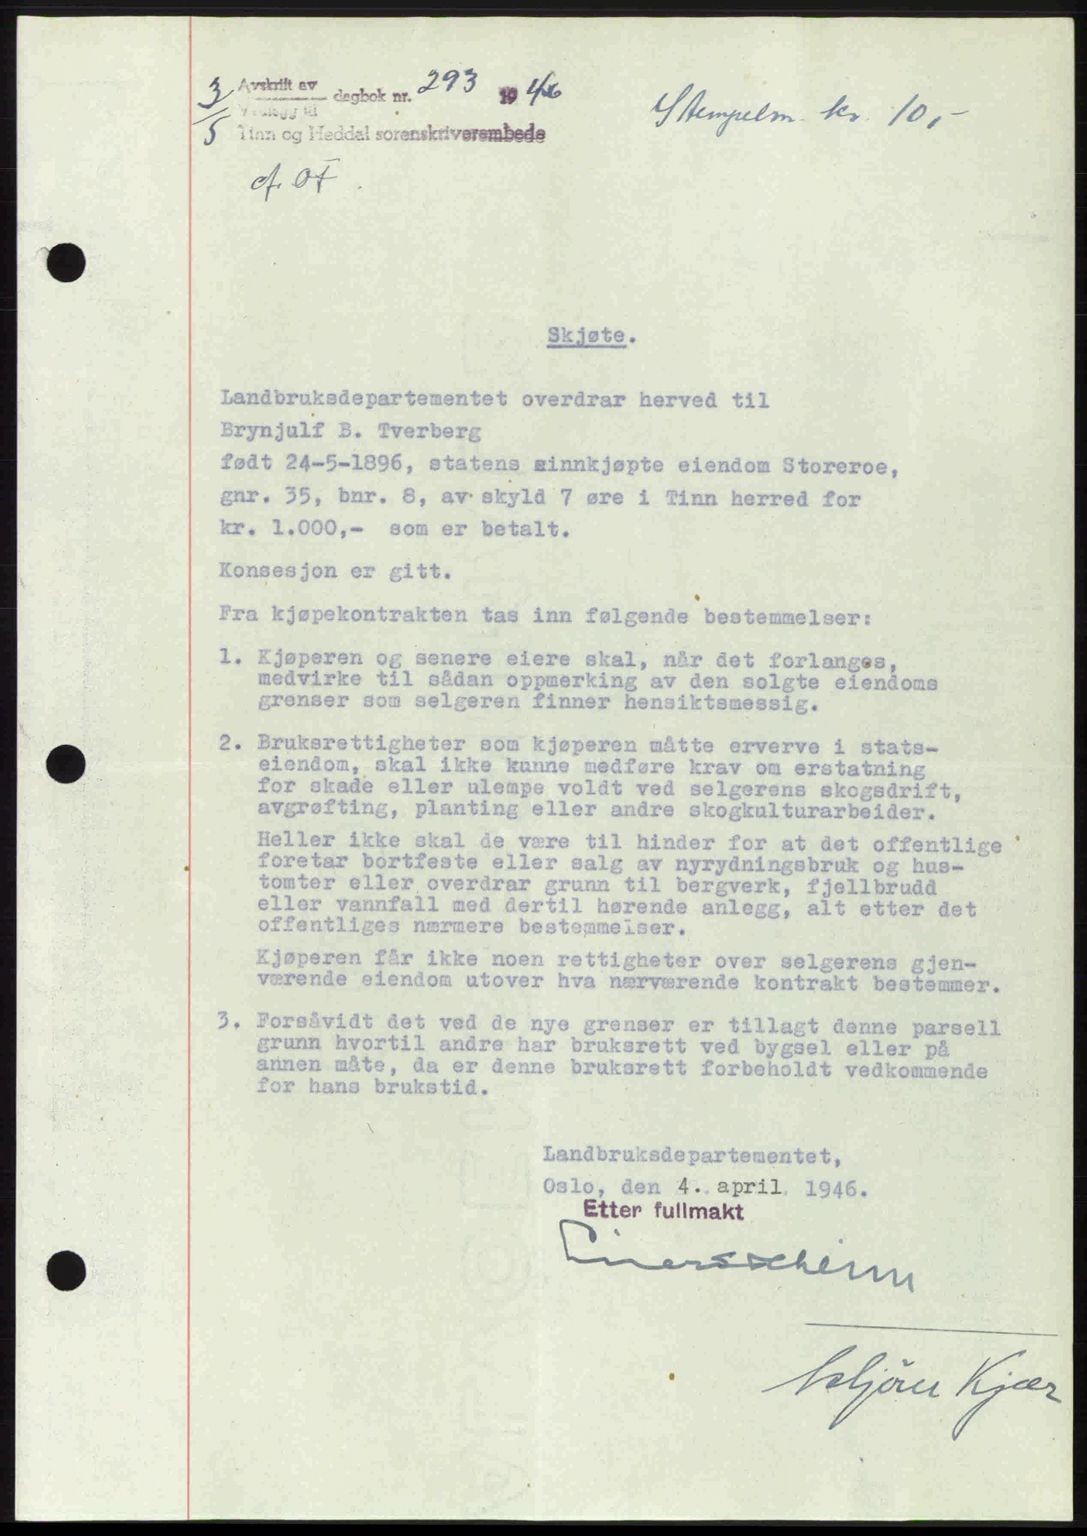 3/5 Avskrift av dagbok nr. 293 1946
Vedlegg til
Tinn og Heddal sorenskriverembede
Stempelm. kr. 10,-
Skjøte.
Landbruksdepartementet overdrar herved til
Brynjulf B. Tverberg
født 24-5-1896, statens innkjøpte eiendom Storeroe,
gnr. 35, bnr. 8, av skyld 7 øre i Tinn herred for
kr. 1.000,- som er betalt.
Konsesjon er gitt.
Fra kjøpekontrakten tas inn følgende bestemmelser:
1. Kjøperen og senere eiere skal, når det forlanges,
medvirke til sådan oppmerking av den solgte eiendoms
grenser som selgeren finner hensiktsmessig.
2. Bruksrettigheter som kjøperen måtte erverve i stats-
eiendom, skal ikke kunne medføre krav om erstatning
for skade eller ulempe voldt ved selgerens skogsdrift,
avgrøfting, planting eller andre skogkulturarbeider.
Heller ikke skal de være til hinder for at det offentlige
foretar bortfeste eller salg av nyrydningsbruk og hus-
tomter eller overdrar grunn til bergverk, fjellbrudd
eller vannfall med dertil hørende anlegg, alt etter det
offentliges nærmere bestemmelser.
Kjøperen får ikke noen rettigheter over selgerens gjen-
værende eiendom utover hva nærværende kontrakt bestemmer.
3. Forsåvidt det ved de nye grenser er tillagt denne parsell
grunn hvortil andre har bruksrett ved bygsel eller på
annen måte, da er denne bruksrett forbeholdt vedkommende
for hans brukstid.
Landbruksdepartementet,
Oslo, den 4. april 1946.
Etter fullmakt
Kjær